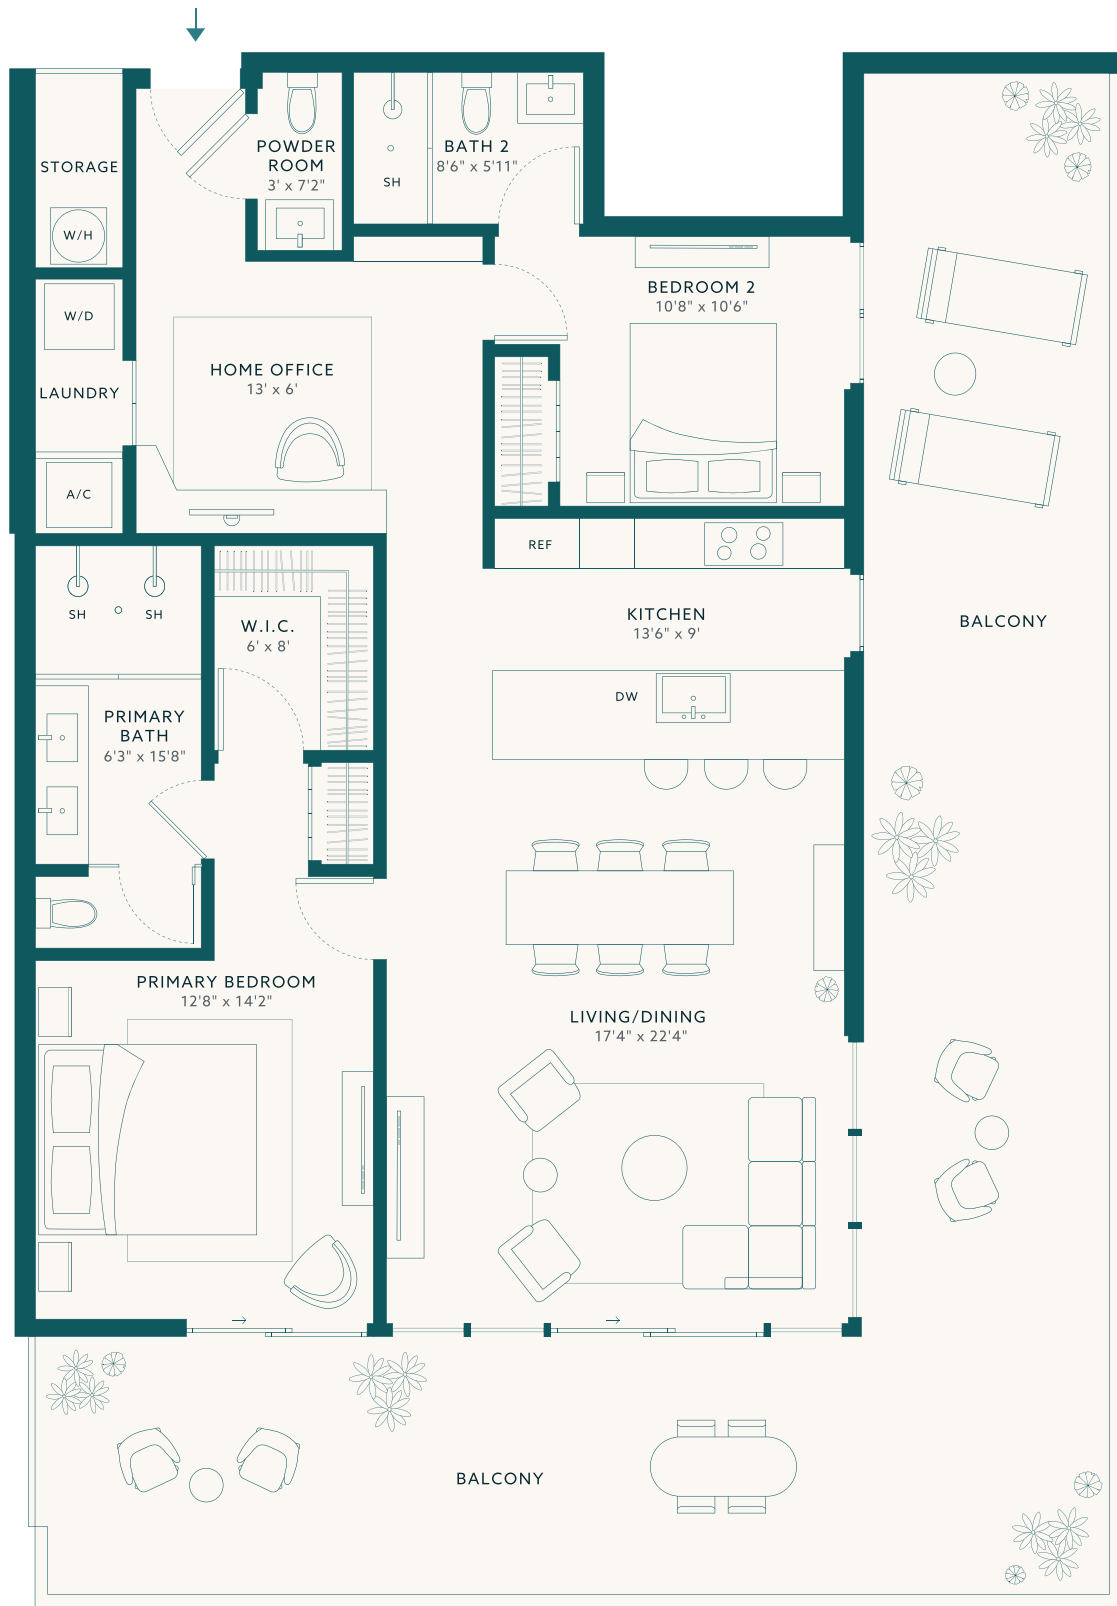 POWDER
ROOM
3' x 7'2"
BATH 2
8'6" x 5'11"
SH
STORAGE
W/H
W/D
LAUNDRY
A/C
HOME OFFICE
13' x 6'
BEDROOM 2
10'8" x 10'6"
REF
KITCHEN
13'6" x 9'
DW
BALCONY
SH
SH
W.I.C.
6' x 8'
PRIMARY
BATH
6'3" x 15'8"
PRIMARY BEDROOM
12'8" x 14'2"
LIVING/DINING
17'4" x 22'4"
BALCONY